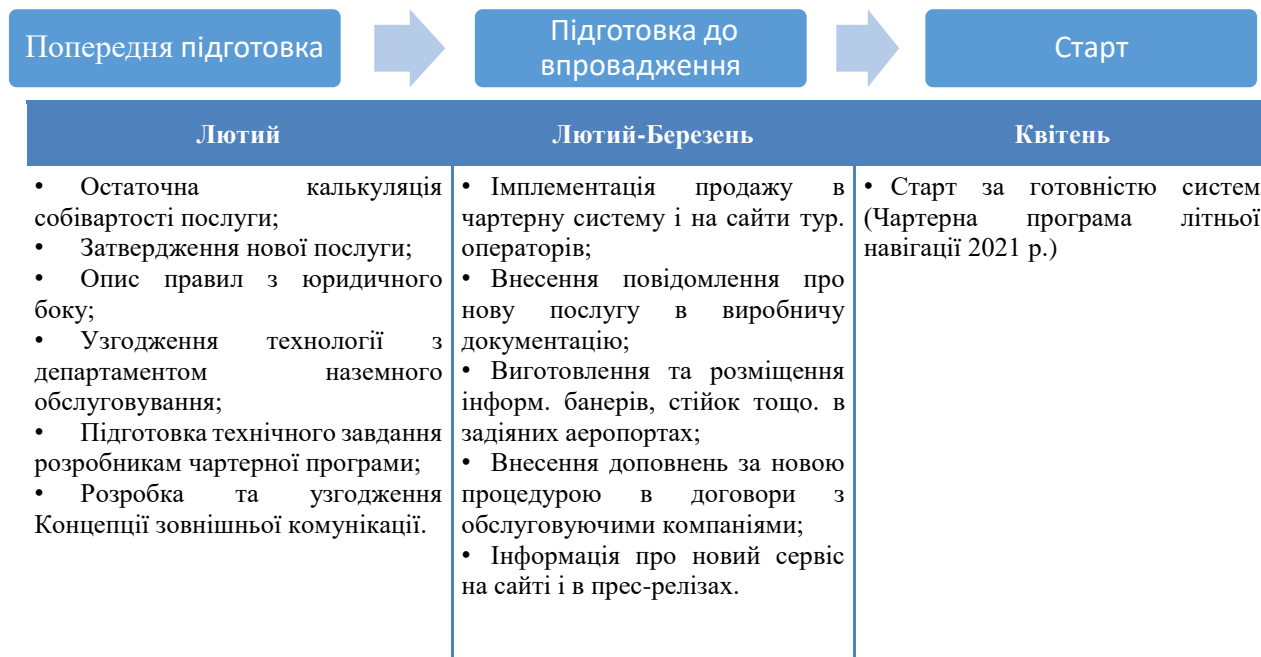 Попередня підготовка
Підготовка до
впровадження
Старт
Лютий
Лютий-Березень
Квітень
• Остаточна калькуляція
собівартості послуги;
• Затвердження нової послуги;
• Опис правил з юридичного
боку;
• Узгодження технології з
департаментом наземного
обслуговування;
• Підготовка технічного завдання
розробникам чартерної програми;
• Розробка та узгодження
Концепції зовнішньої комунікації.
• Імплементація продажу в
чартерну систему і на сайти тур.
операторів;
• Внесення повідомлення про
нову послугу в виробничу
документацію;
• Виготовлення та розміщення
інформ. банерів, стійок тощо. в
задіяних аеропортах;
• Внесення доповнень за новою
процедурою в договори з
обслуговуючими компаніями;
• Інформація про новий сервіс
на сайті і в прес-релізах.
• Старт за готовністю систем
(Чартерна програма літньої
навігації 2021 р.)